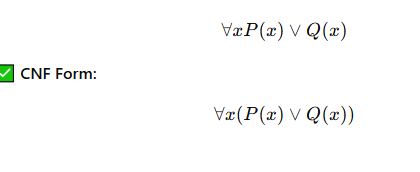 ∀xP(x) ∨ Q(x)
✅ CNF Form:
∀x(P(x) ∨ Q(x))